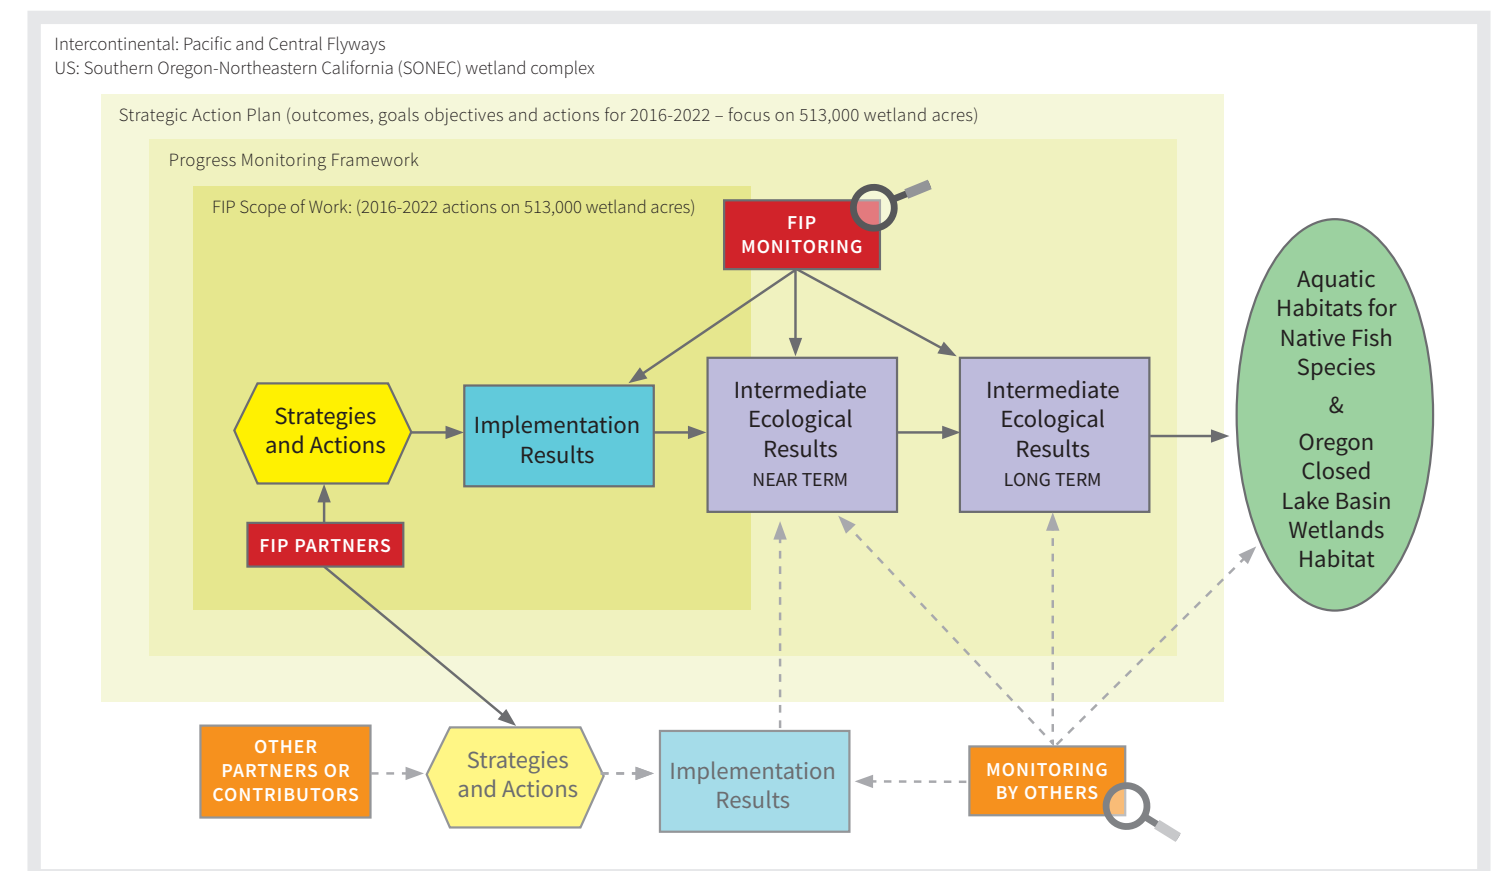 Intercontinental: Pacific and Central Flyways
US: Southern Oregon-Northeastern California (SONEC) wetland complex
Strategic Action Plan (outcomes, goals objectives and actions for 2016-2022 – focus on 513,000 wetland acres)
Progress Monitoring Framework
FIP Scope of Work: (2016-2022 actions on 513,000 wetland acres)
FIP
MONITORING
Strategies
and Actions
Implementation
Results
Intermediate
Ecological
Results
NEAR TERM
Intermediate
Ecological
Results
LONG TERM
Aquatic
Habitats for
Native Fish
Species
&
Oregon
Closed
Lake Basin
Wetlands
Habitat
FIP PARTNERS
OTHER
PARTNERS OR
CONTRIBUTORS
Strategies
and Actions
Implementation
Results
MONITORING
BY OTHERS